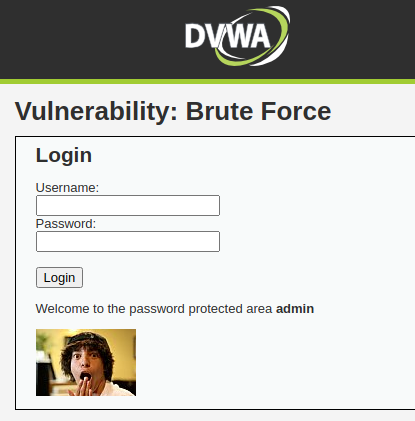 DVWA
Vulnerability: Brute Force
Login
Username:
Password:
Login
Welcome to the password protected area admin